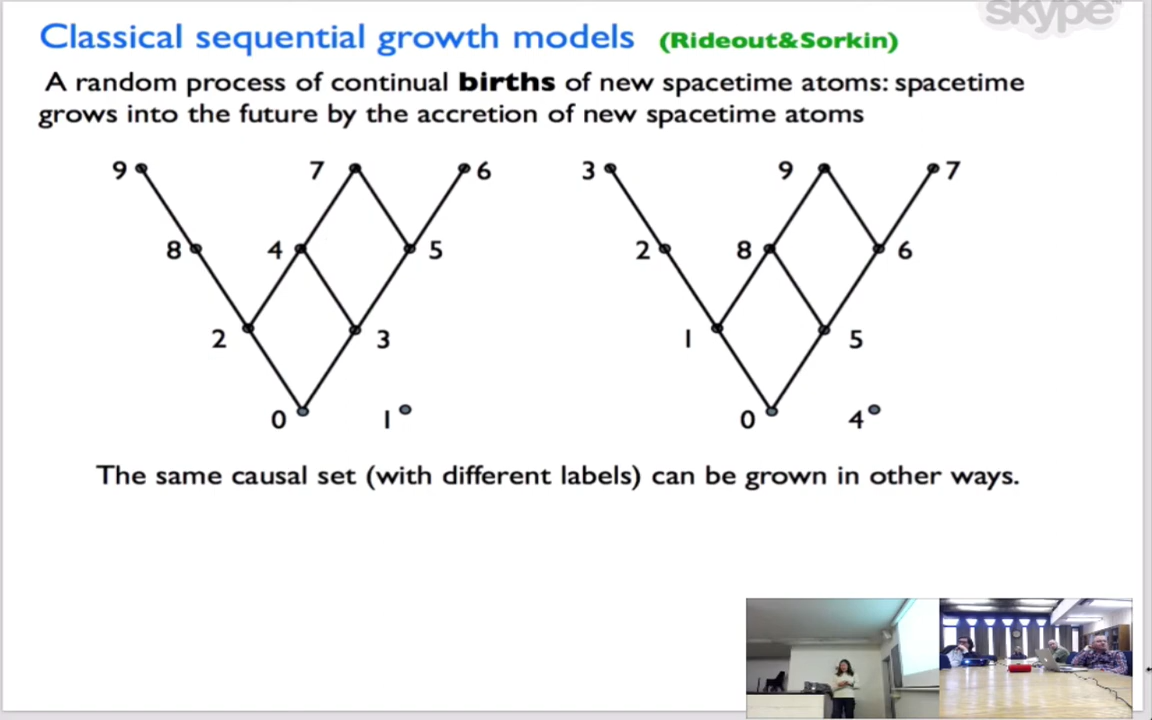 skype
Classical sequential growth models (Rideout&Sorkin)
A random process of continual births of new spacetime atoms: spacetime
grows into the future by the accretion of new spacetime atoms
9 7 6 3 9 7
8 4 5 2 8 6
2 3 1 5
0 1 0 4
The same causal set (with different labels) can be grown in other ways.